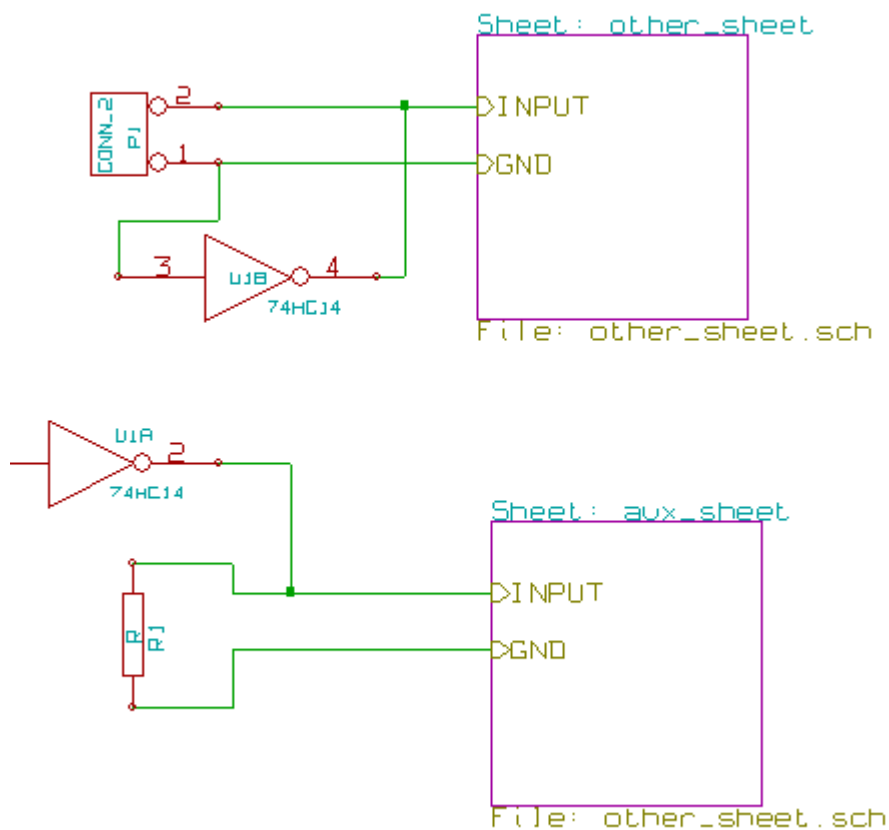 Sheet: other_sheet
CONN_2
P1
2
INPUT
1
GND
3
U1B
4
74HC14
File: other_sheet.sch
U1A
2
74HC14
Sheet: aux_sheet
INPUT
R
R1
GND
File: other_sheet.sch